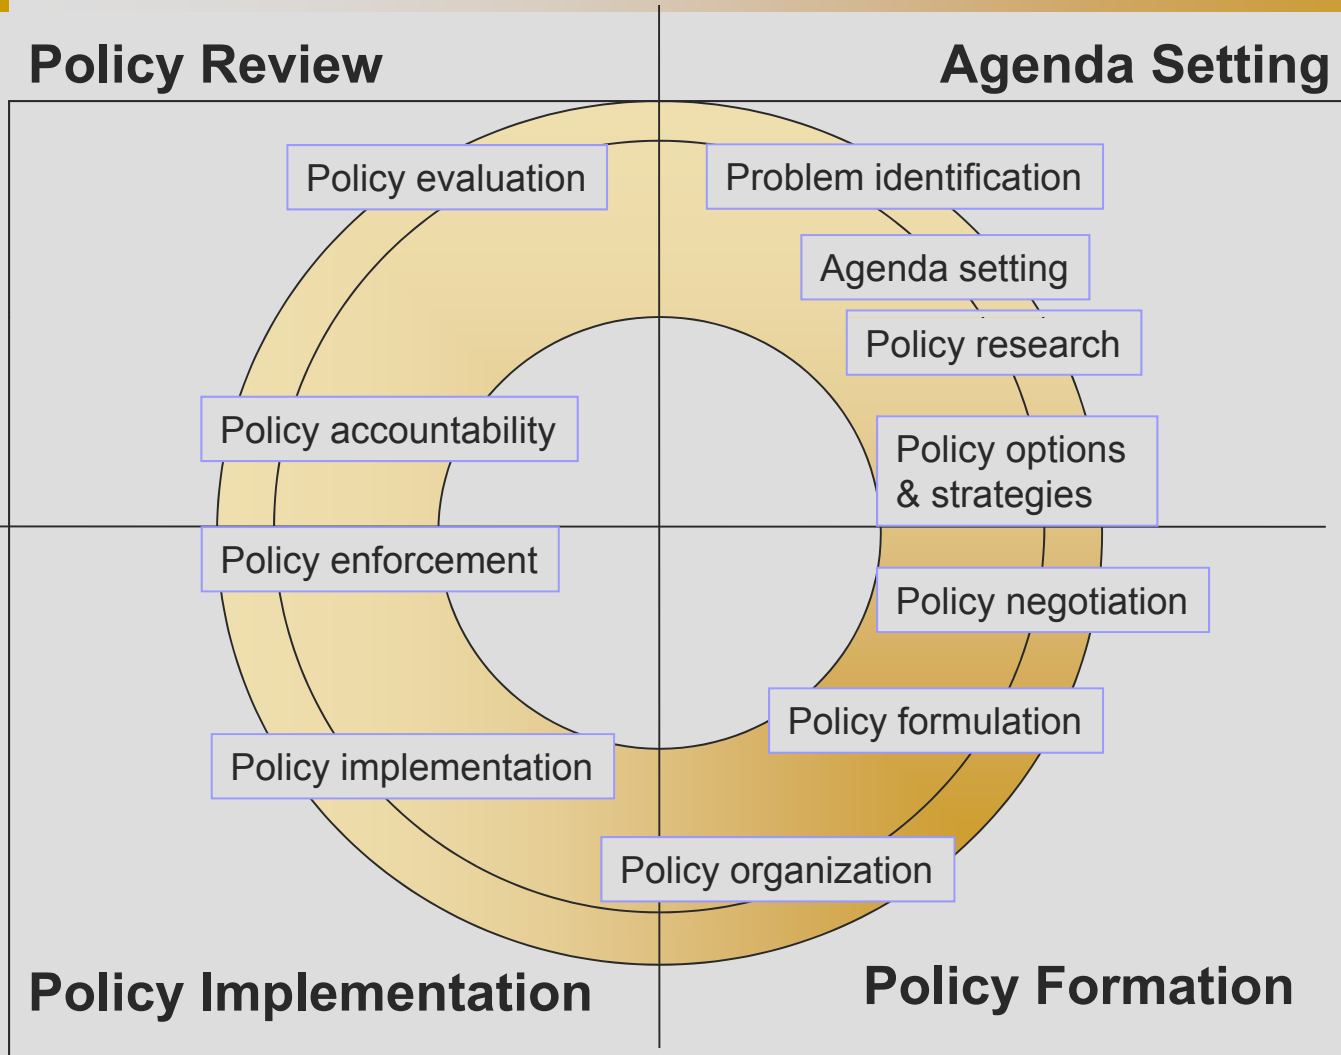 Policy Review
Agenda Setting
Policy evaluation
Problem identification
Agenda setting
Policy research
Policy accountability
Policy options
& strategies
Policy enforcement
Policy negotiation
Policy formulation
Policy implementation
Policy organization
Policy Implementation
Policy Formation